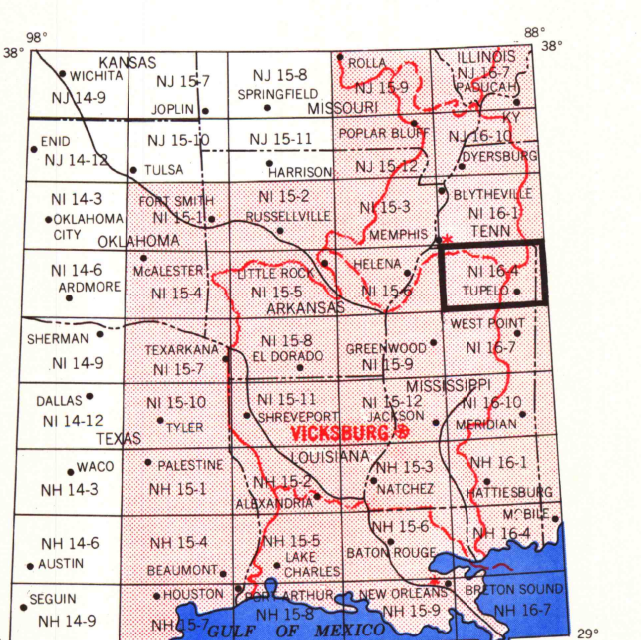 98°
88°
38°
38°
KANSAS
WICHITA
NJ 14-9
NJ 15-7
JOPLIN
NJ 15-8
SPRINGFIELD
MISSOURI
ROLLA
NJ 15-9
ILLINOIS
NJ 16-7
PADUCAH
KY
ENID
NJ 14-12
NJ 15-10
TULSA
NJ 15-11
HARRISON
POPLAR BLUFF
NJ 15-12
NJ 16-10
DYERSBURG
NI 14-3
OKLAHOMA
CITY
OKLAHOMA
FORT SMITH
NI 15-1
NI 15-2
RUSSELLVILLE
NI 15-3
MEMPHIS
BLYTHEVILLE
NI 16-1
TENN
NI 14-6
ARDMORE
McALESTER
NI 15-4
LITTLE ROCK
NI 15-5
ARKANSAS
HELENA
NI 15-6
NI 16-4
TUPELO
SHERMAN
NI 14-9
TEXARKANA
NI 15-7
NI 15-8
EL DORADO
GREENWOOD
NI 15-9
WEST POINT
NI 16-7
MISSISSIPPI
DALLAS
NI 14-12
TEXAS
NI 15-10
TYLER
NI 15-11
SHREVEPORT
NI 15-12
JACKSON
NI 16-10
MERIDIAN
VICKSBURG
LOUISIANA
WACO
NH 14-3
PALESTINE
NH 15-1
NH 15-2
ALEXANDRIA
NH 15-3
NATCHEZ
NH 16-1
HATTIESBURG
MOBILE
NH 16-4
NH 14-6
AUSTIN
NH 15-4
BEAUMONT
NH 15-5
LAKE
CHARLES
NH 15-6
BATON ROUGE
SEGUIN
NH 14-9
HOUSTON
NH 15-7
PORT ARTHUR
NH 15-8
NEW ORLEANS
NH 15-9
BRETON SOUND
NH 16-7
GULF OF MEXICO
29°